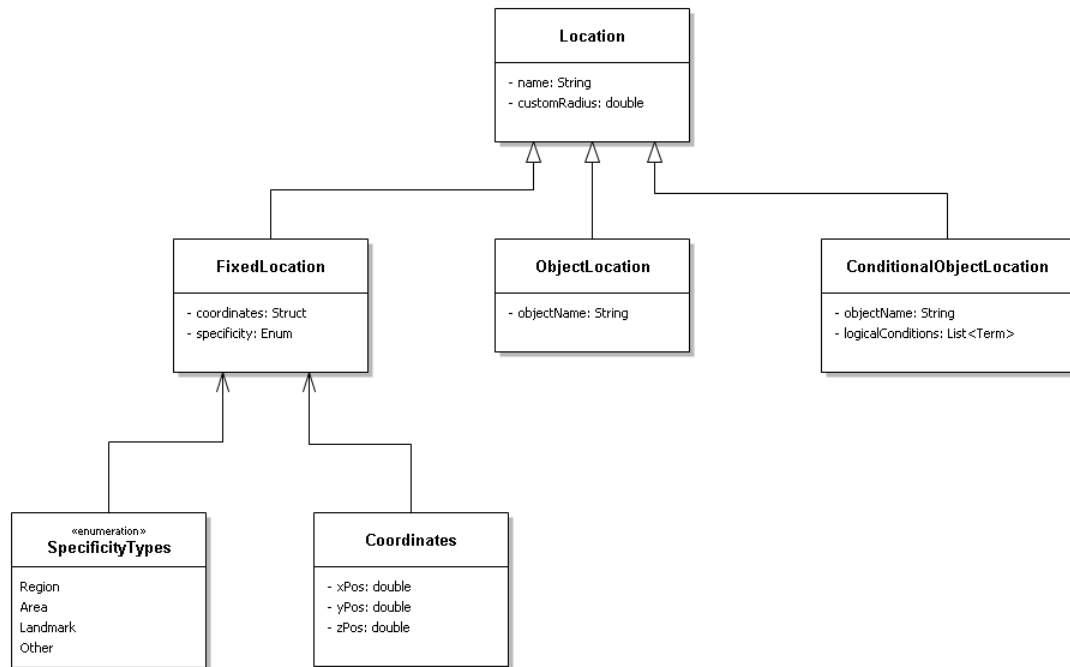 Location
- name: String
- customRadius: double
FixedLocation
- coordinates: Struct
- specificity: Enum
ObjectLocation
- objectName: String
ConditionalObjectLocation
- objectName: String
- logicalConditions: List<Term>
«enumeration»
SpecificityTypes
Region
Area
Landmark
Other
Coordinates
- xPos: double
- yPos: double
- zPos: double